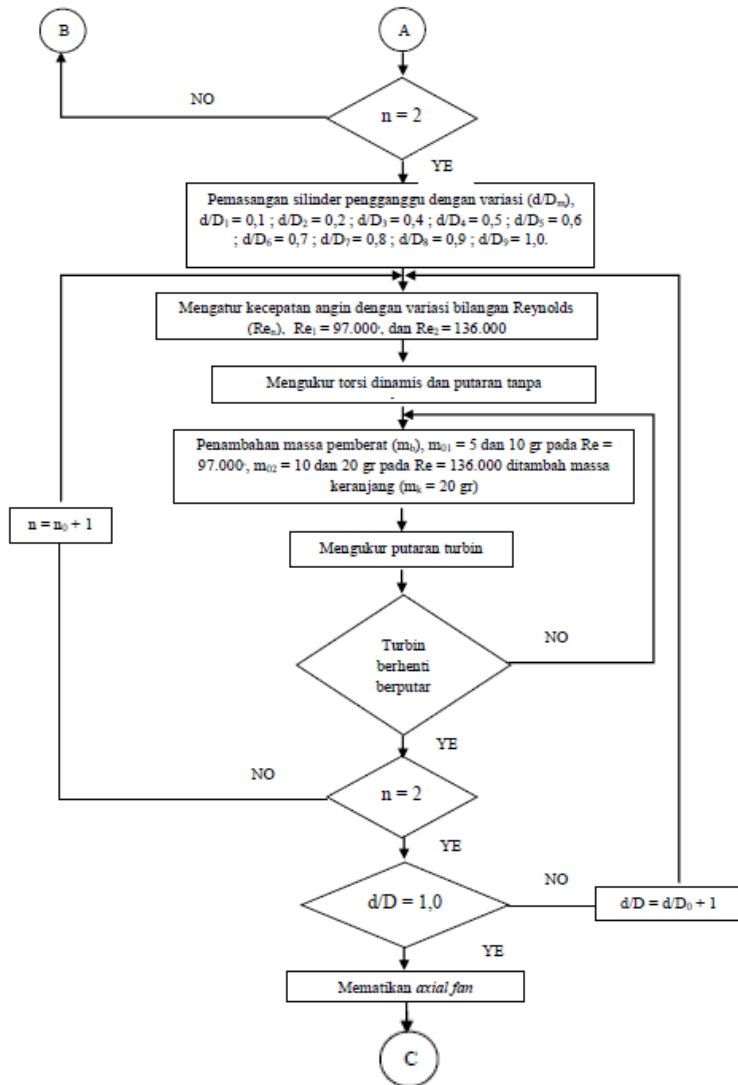 B
A
NO
n = 2
YE
Pemasangan silinder pengganggu dengan variasi (d/Dₘ),
d/D₁ = 0,1 ; d/D₂ = 0,2 ; d/D₃ = 0,4 ; d/D₄ = 0,5 ; d/D₅ = 0,6
; d/D₆ = 0,7 ; d/D₇ = 0,8 ; d/D₈ = 0,9 ; d/D₉ = 1,0.
Mengatur kecepatan angin dengan variasi bilangan Reynolds
(Reₙ), Re₁ = 97.000, dan Re₂ = 136.000
Mengukur torsi dinamis dan putaran tanpa
Penambahan massa pemberat (m_b), m₀₁ = 5 dan 10 gr pada Re =
97.000, m₀₂ = 10 dan 20 gr pada Re = 136.000 ditambah massa
keranjang (mₖ = 20 gr)
n = n₀ + 1
Mengukur putaran turbin
Turbin
berhenti
berputar
NO
YE
NO
n = 2
YE
d/D = 1,0
NO
d/D = d/D₀ + 1
YE
Mematikan axial fan
C